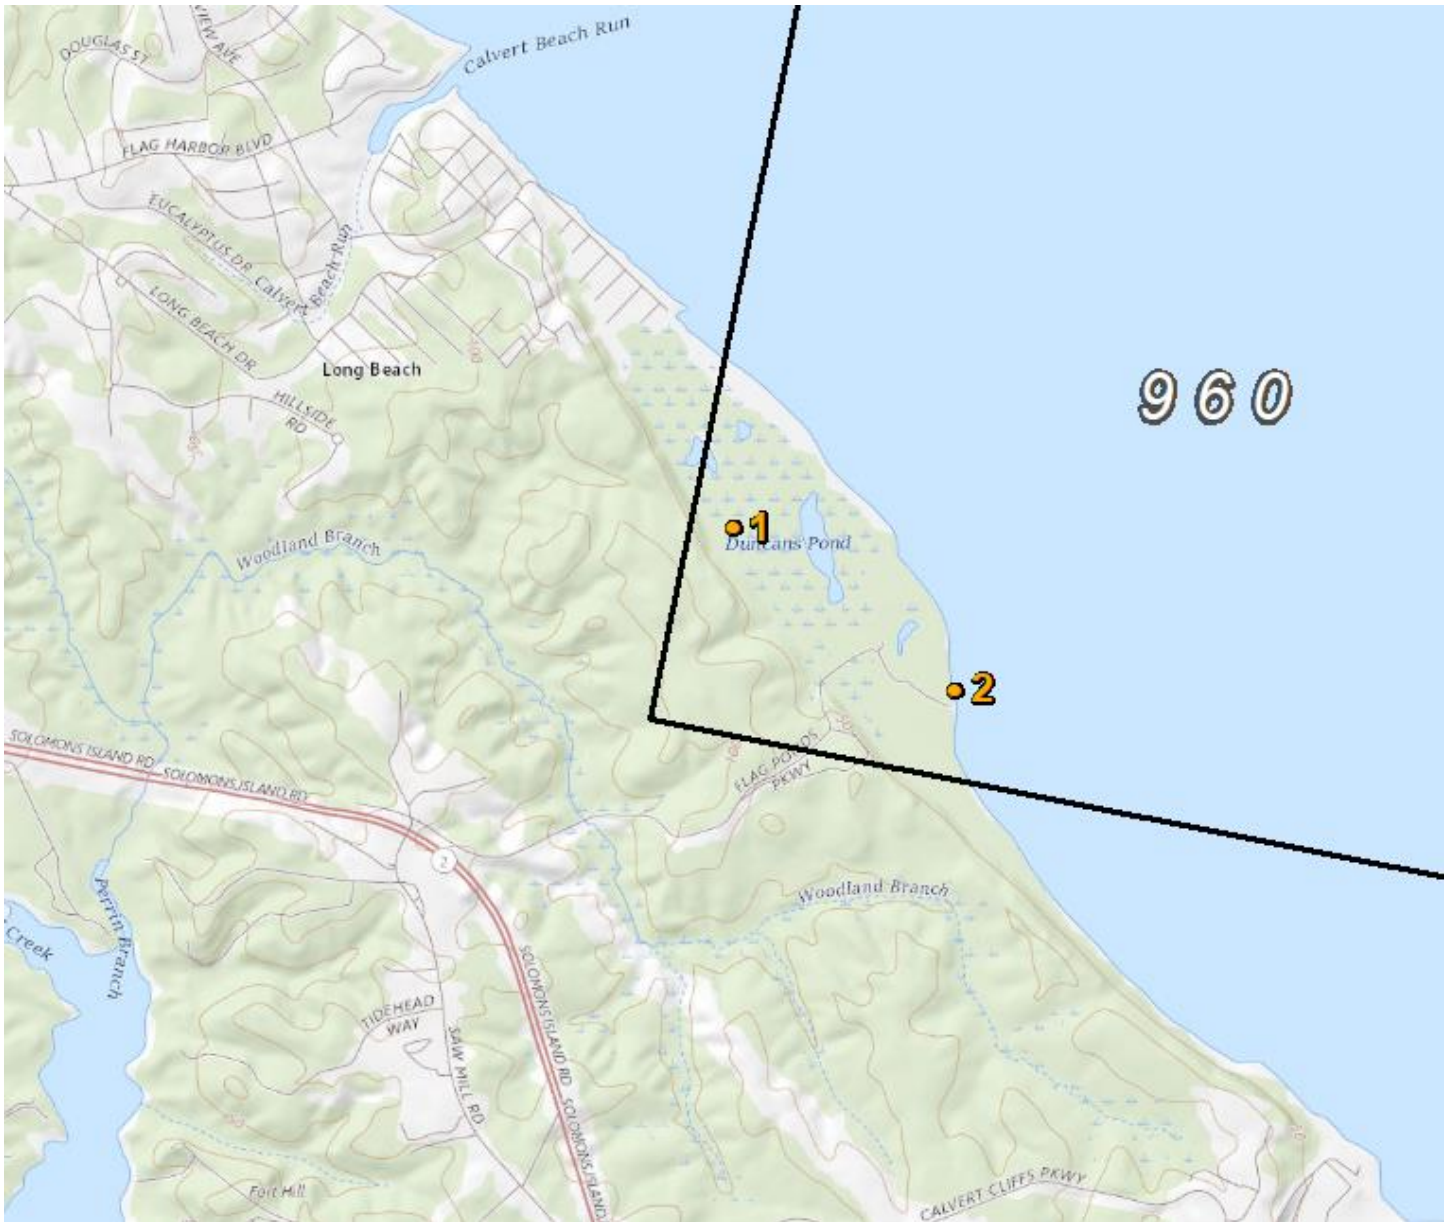 VIEW AVE
DOUGLAS ST
Calvert Beach Run
FLAG HARBOR BLVD
EUCALYPTUS DR
Calvert Beach Run
LONG BEACH DR
Long Beach
100
HILLSIDE
RD
960
1
Duncans Pond
Woodland Branch
2
SOLOMONS ISLAND RD
SOLOMONS ISLAND RD
FLAG PONDS
PKWY
100
2
Woodland Branch
Perrin Branch
Creek
SOLOMONS ISLAND RD
TIDEHEAD
WAY
SAW MILL RD
SOLOMONS ISLAND
Fort Hill
CALVERT CLIFFS PKWY